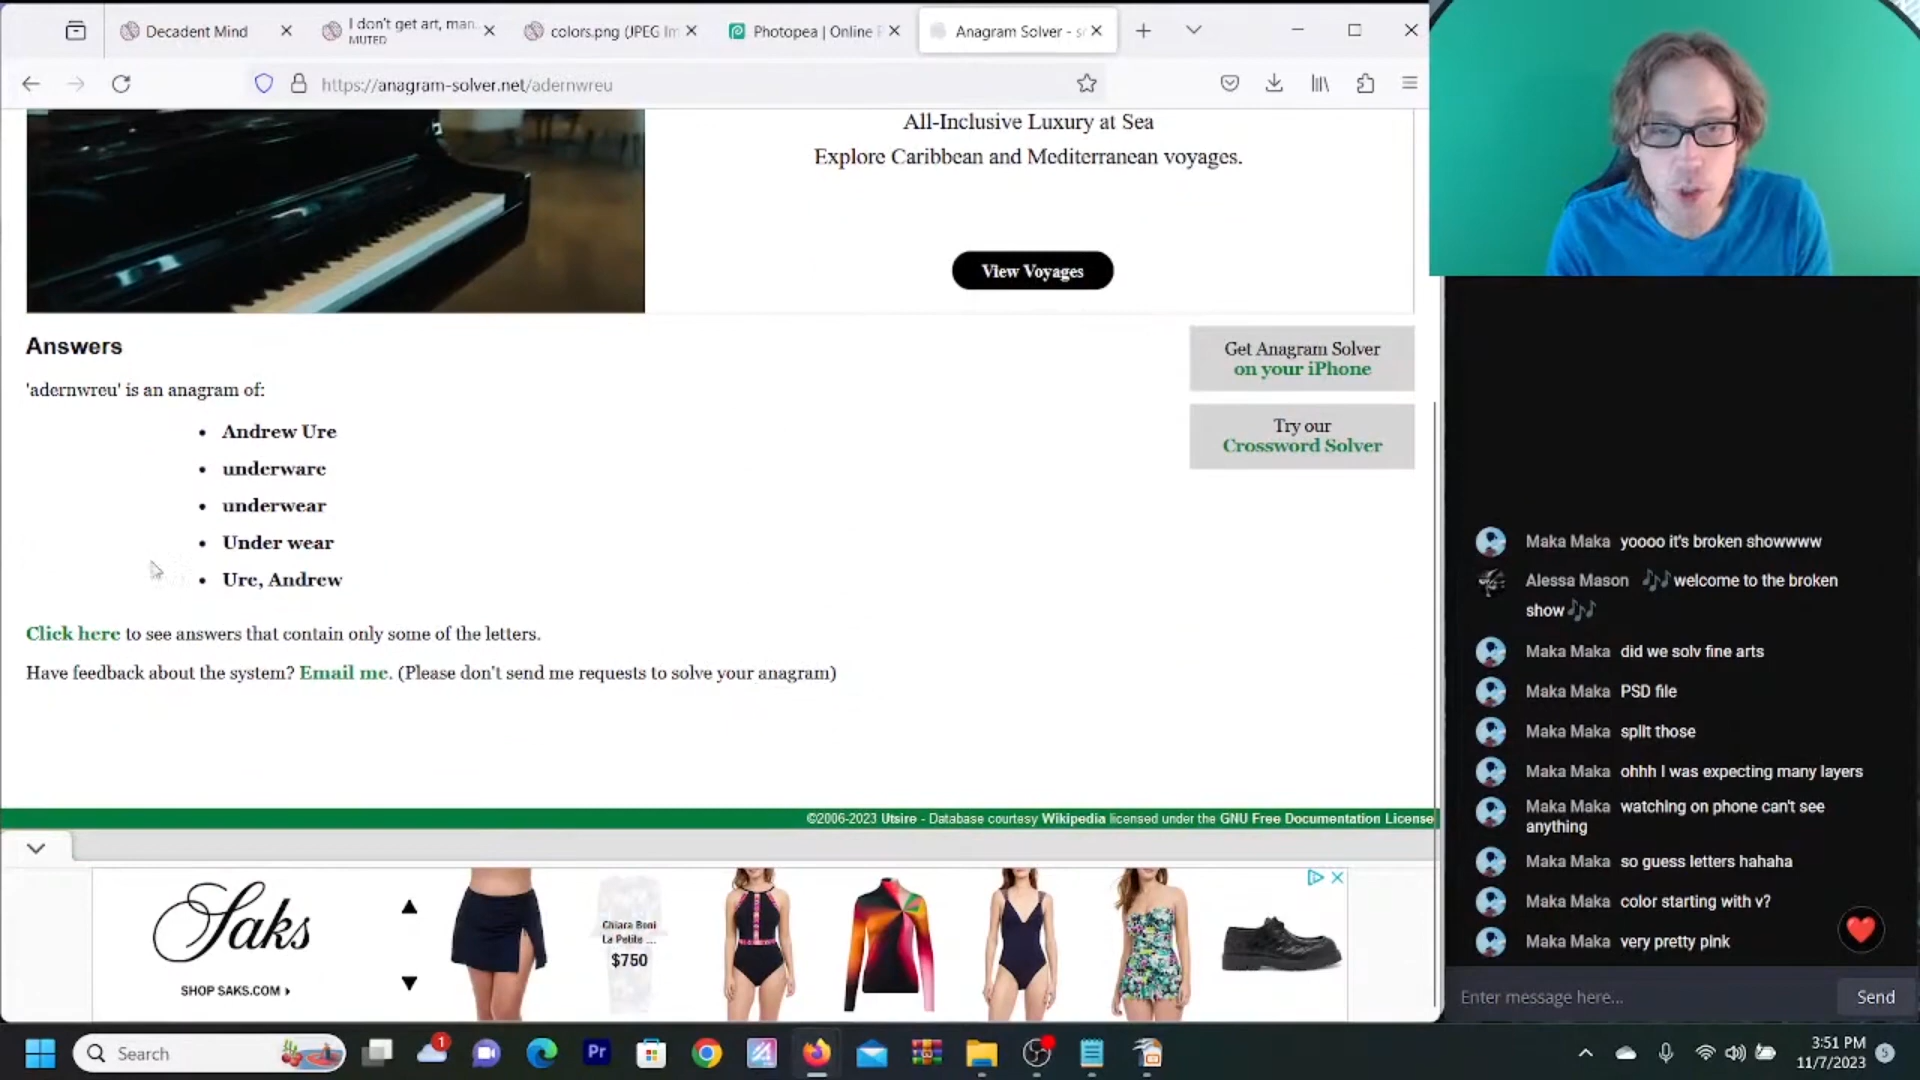 Decadent Mind
I don't get art, man.
MUTED
colors.png (JPEG Im
Photopea | Online P
Anagram Solver - so
https://anagram-solver.net/adernwreu
All-Inclusive Luxury at Sea
Explore Caribbean and Mediterranean voyages.
View Voyages
Answers
'adernwreu' is an anagram of:
Andrew Ure
underware
underwear
Under wear
Ure, Andrew
Click here to see answers that contain only some of the letters.
Have feedback about the system? Email me. (Please don't send me requests to solve your anagram)
Get Anagram Solver
on your iPhone
Try our
Crossword Solver
©2006-2023 Utsire - Database courtesy Wikipedia licensed under the GNU Free Documentation License
Saks
SHOP SAKS.COM
Chiara Boni
La Petite ...
$750
Maka Maka yoooo it's broken showwww
Alessa Mason 🎶welcome to the broken
show🎶
Maka Maka did we solv fine arts
Maka Maka PSD file
Maka Maka split those
Maka Maka ohhh I was expecting many layers
Maka Maka watching on phone can't see
anything
Maka Maka so guess letters hahaha
Maka Maka color starting with v?
Maka Maka very pretty pink
Enter message here...
Send
Search
1
Pr
3:51 PM
11/7/2023
5